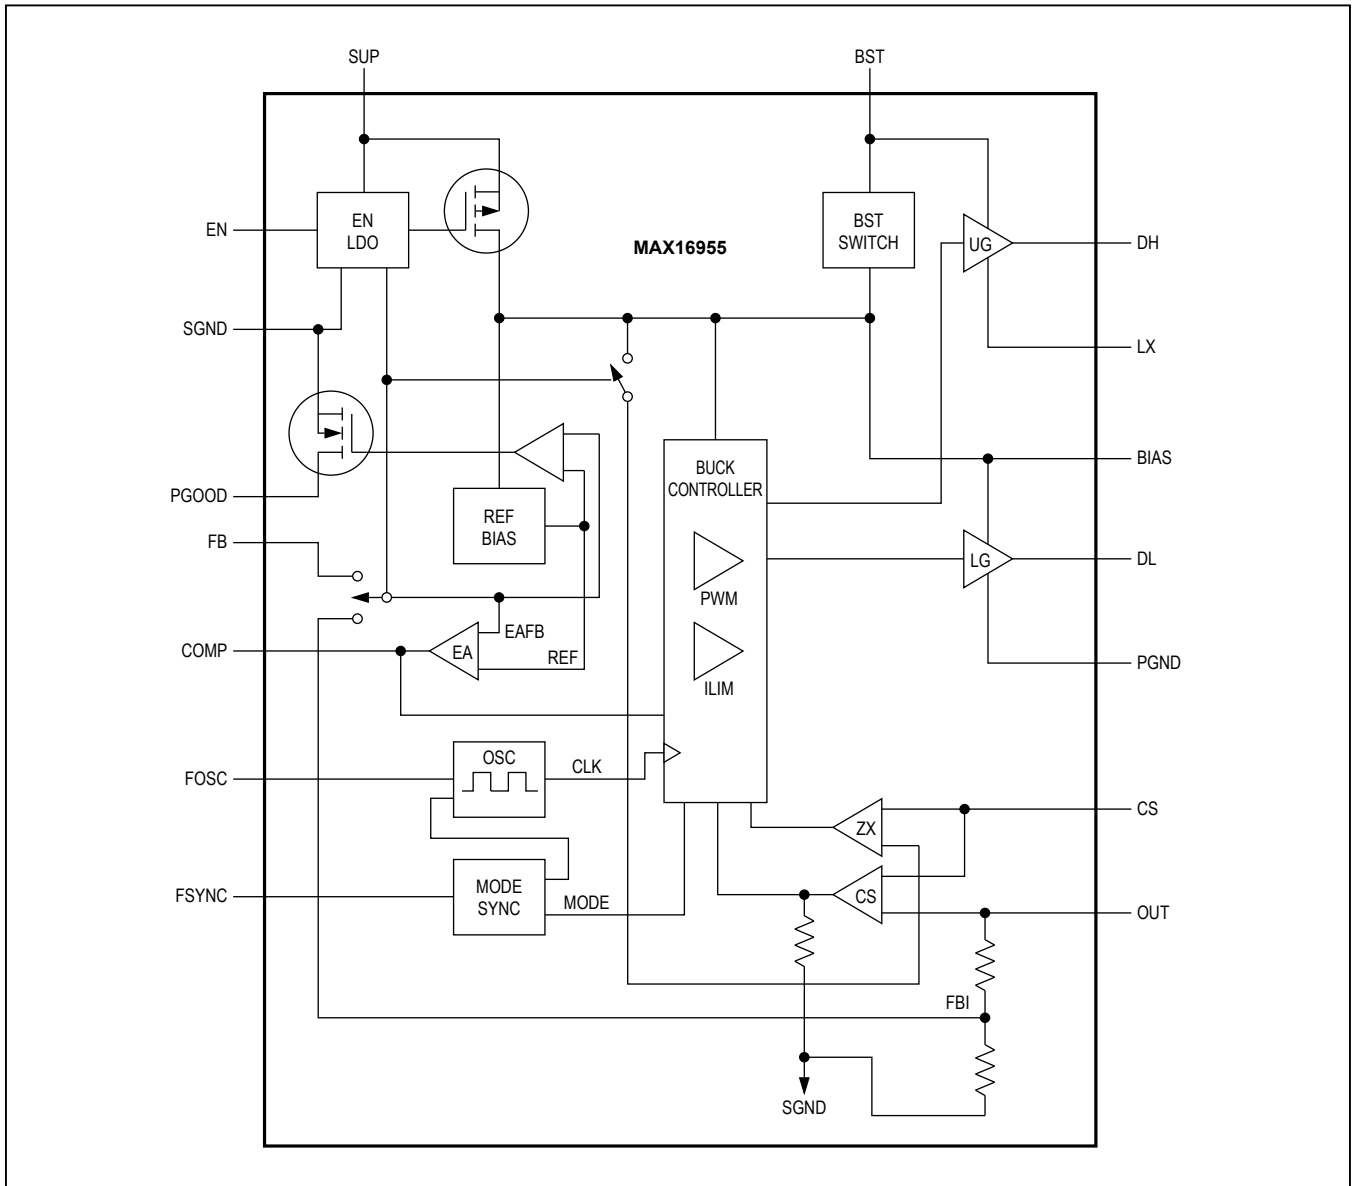 SUP
BST
EN
LDO
EN
MAX16955
BST
SWITCH
UG
DH
SGND
LX
BUCK
CONTROLLER
BIAS
PGOOD
REF
BIAS
FB
LG
DL
PWM
EAFB
COMP
EA
REF
PGND
ILIM
OSC
CLK
FOSC
CS
ZX
MODE
SYNC
FSYNC
MODE
CS
OUT
FBI
SGND